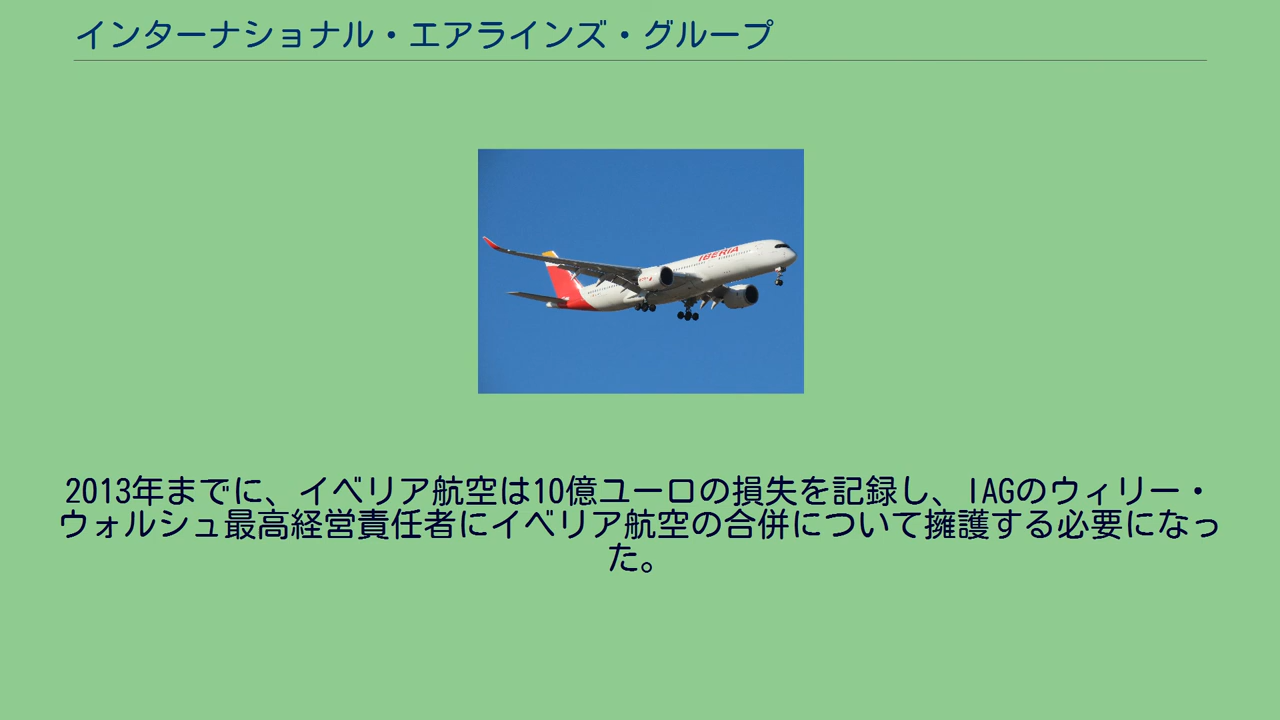 インターナショナル・エアラインズ・グループ
IBERIA
2013年までに、イベリア航空は10億ユーロの損失を記録し、IAGのウィリー・
ウォルシュ最高経営責任者にイベリア航空の合併について擁護する必要になっ
た。